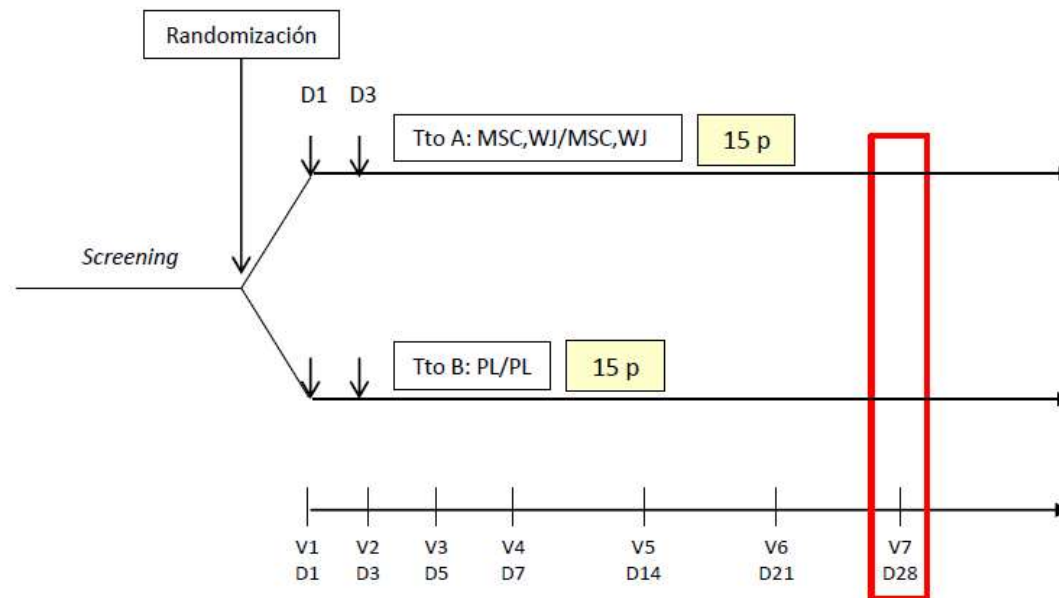 Randomización
D1 D3
Tto A: MSC,WJ/MSC,WJ
15 p
Screening
Tto B: PL/PL
15 p
V1 V2 V3 V4 V5 V6 V7
D1 D3 D5 D7 D14 D21 D28